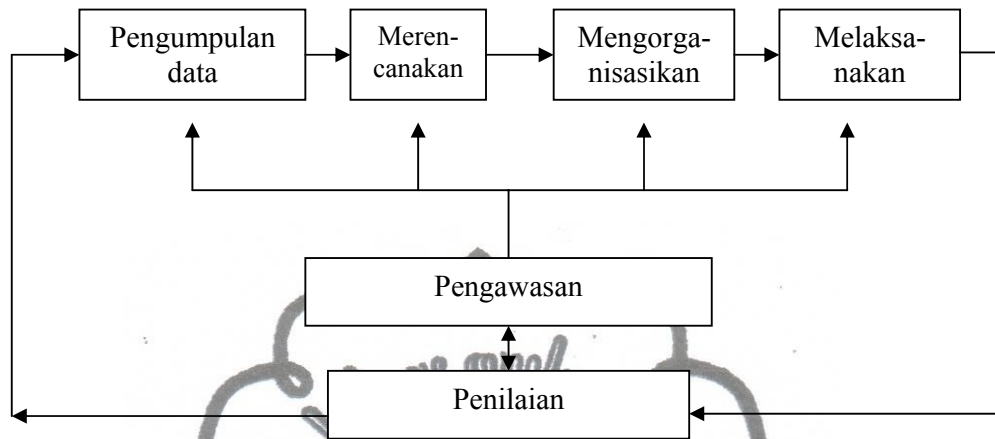 Pengumpulan
data
Meren-
canakan
Mengorga-
nisasikan
Melaksa-
nakan
Pengawasan
Penilaian